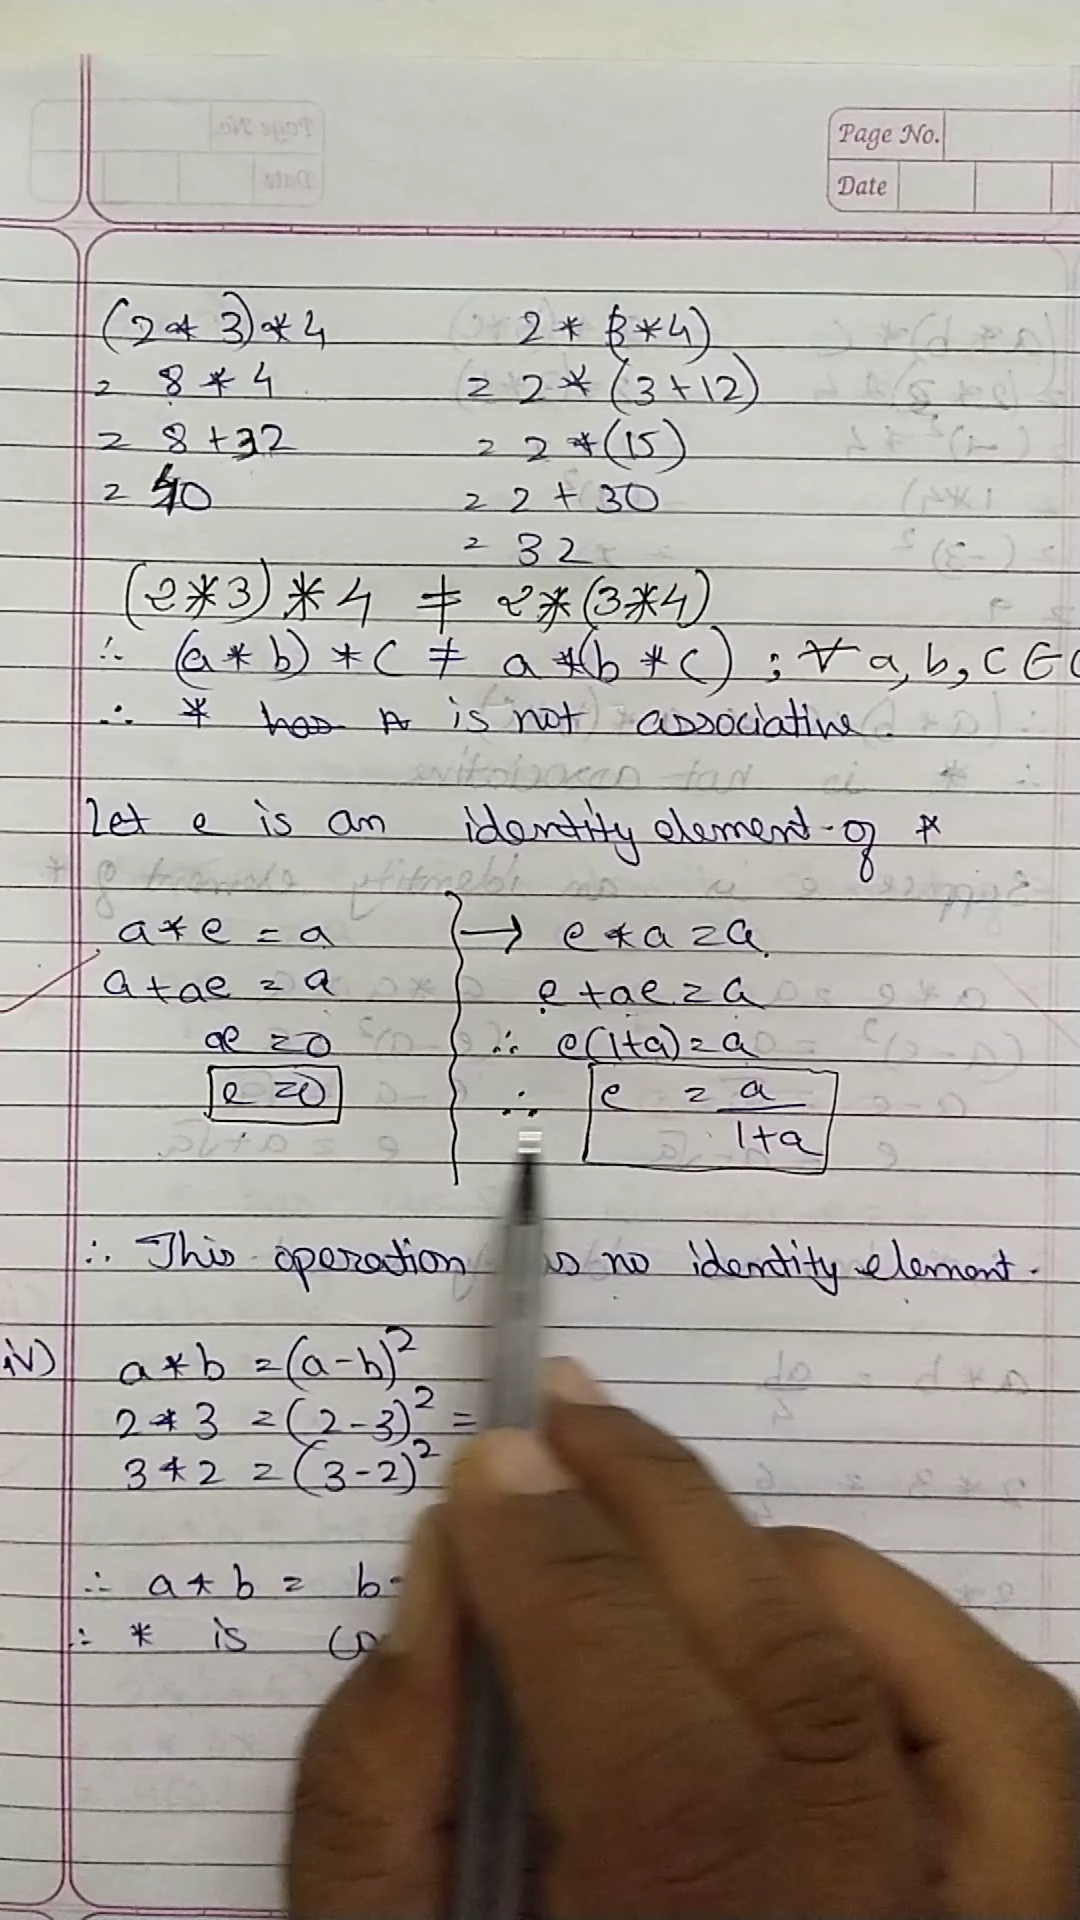 Page No.
Date
(2 * 3) * 4 2 * (3 * 4)
= 8 * 4 = 2 * (3 + 12)
= 8 + 32 = 2 * (15)
= 40 = 2 + 30
= 32
(2 * 3) * 4 ≠ 2 * (3 * 4)
∴ (a * b) * c ≠ a * (b * c) ; ∀ a, b, c ∈
∴ * is not associative.
Let e is an identity element of *
a * e = a → e * a = a
a + ae = a e + ae = a
ae = 0 ∴ e(1+a) = a
e = 0 ∴ e = a
1+a
∴ This operation no identity element.
iv) a * b = (a - b)²
2 * 3 = (2 - 3)² =
3 * 2 = (3 - 2)²
∴ a * b = b
∴ * is